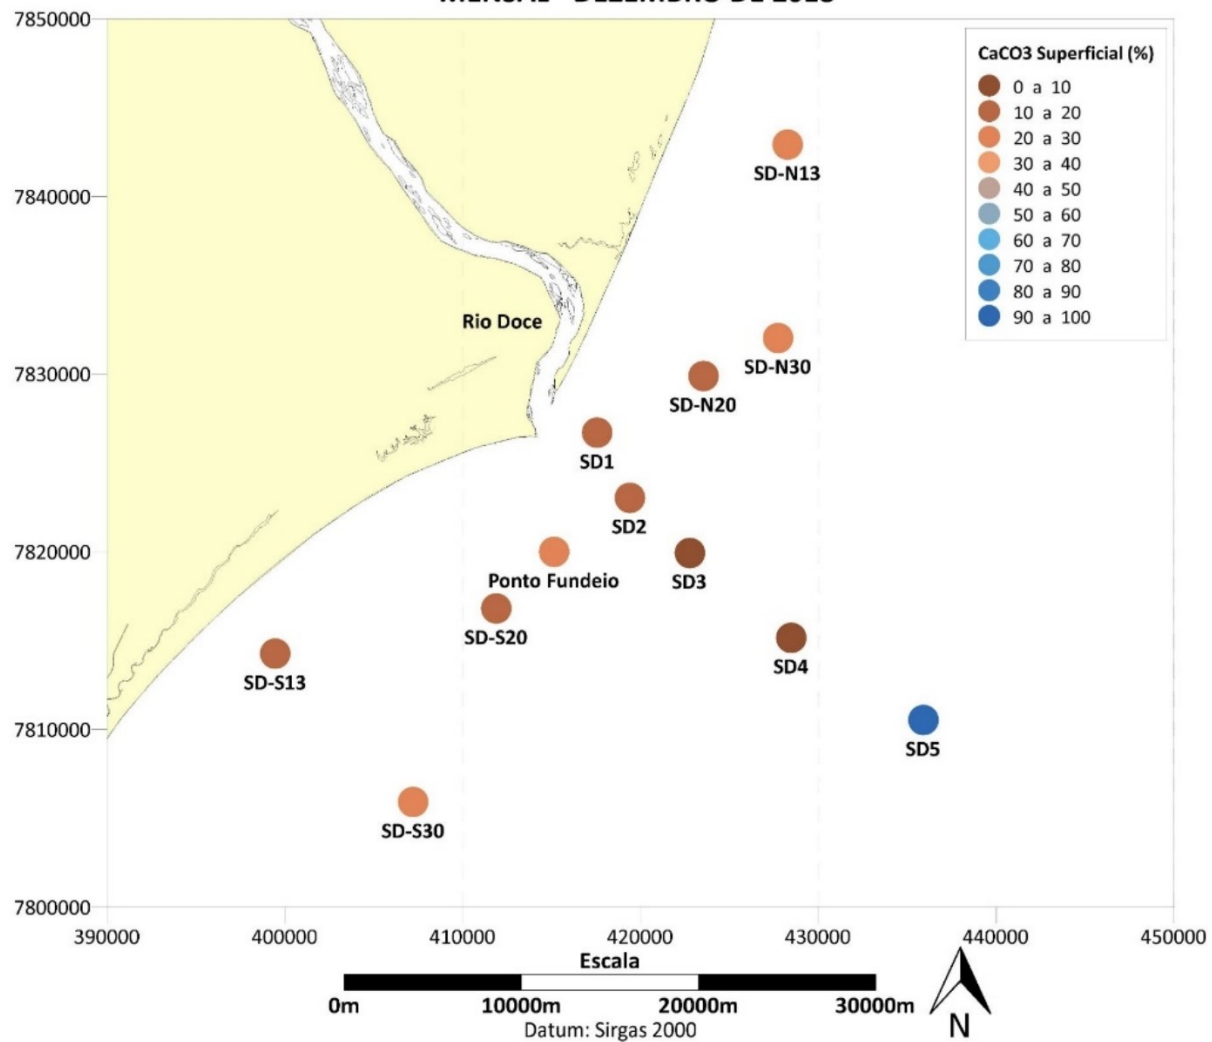 7850000
CaCO3 Superficial (%)
0 a 10
10 a 20
20 a 30
30 a 40
40 a 50
50 a 60
60 a 70
70 a 80
80 a 90
90 a 100
SD-N13
7840000
Rio Doce
SD-N30
7830000
SD-N20
SD1
SD2
7820000
Ponto Fundeio
SD3
SD-S20
SD4
SD-S13
7810000
SD5
SD-S30
7800000
390000 400000 410000 420000 430000 440000 450000
Escala
0m 10000m 20000m 30000m
Datum: Sirgas 2000
N